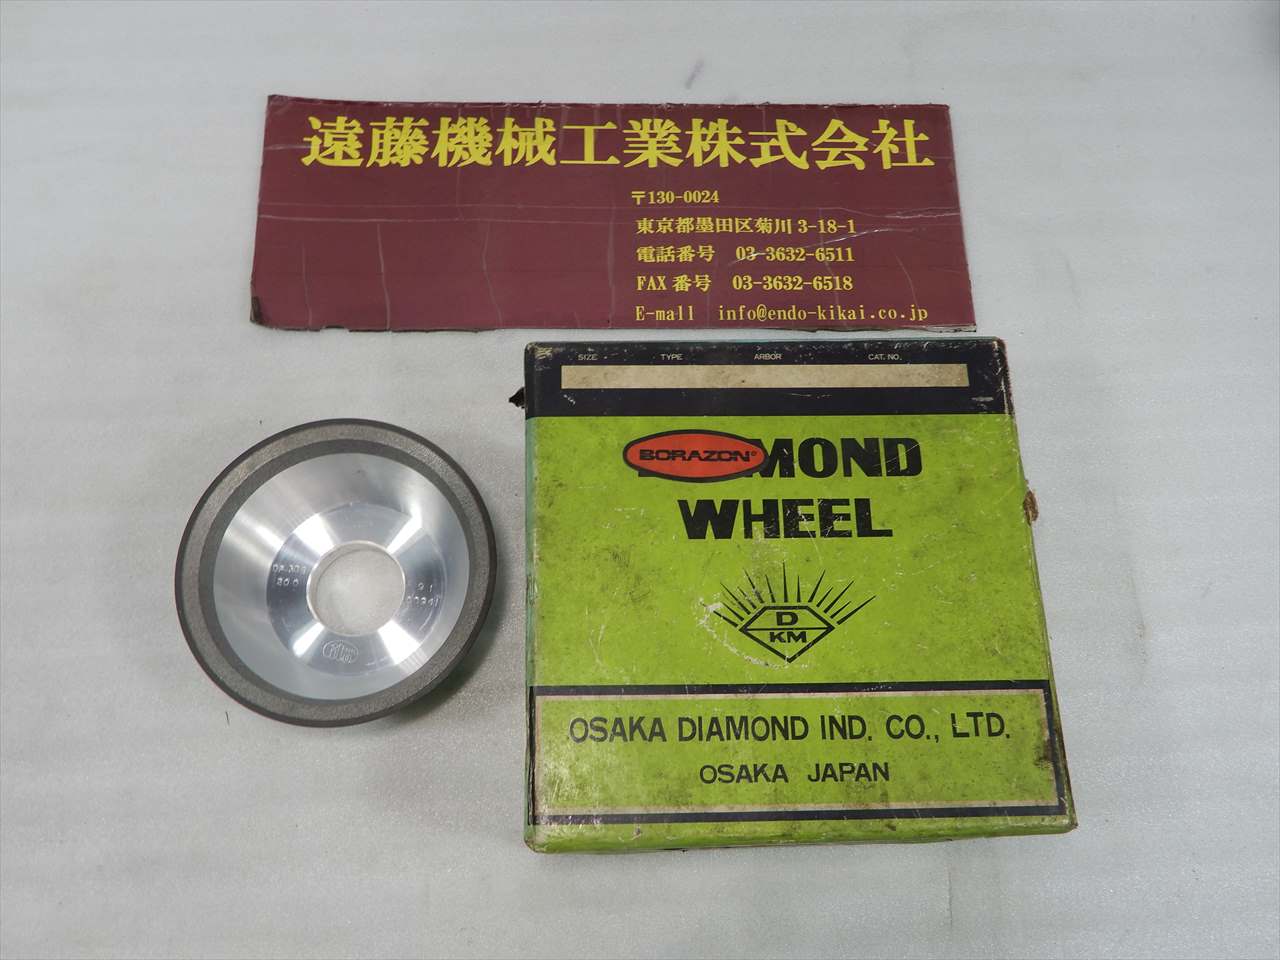 遠藤機械工業株式会社
〒130-0024
東京都墨田区菊川3-18-1
電話番号 03-3632-6511
FAX番号 03-3632-6518
E-mall info@endo-kikai.co.jp
SIZE TYPE ARBOR CAT. NO.
BORAZON® MOND
WHEEL
D
KM
OSAKA DIAMOND IND. CO., LTD.
OSAKA JAPAN